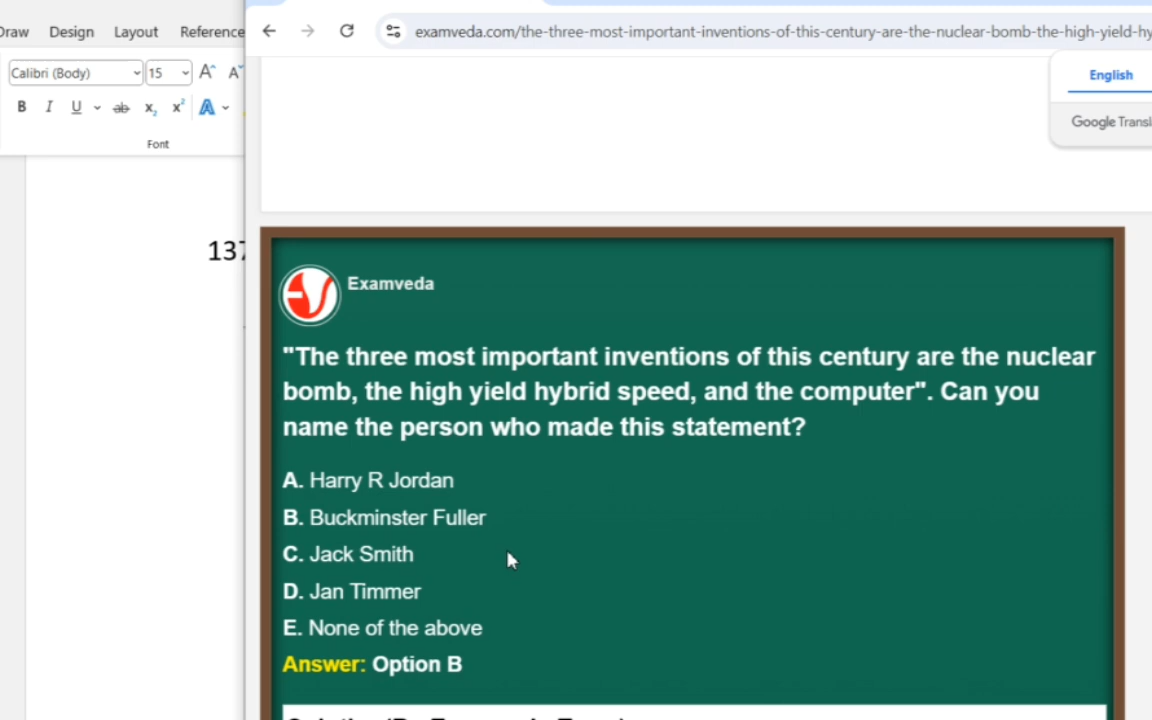 Draw Design Layout Reference
examveda.com/the-three-most-important-inventions-of-this-century-are-the-nuclear-bomb-the-high-yield-hy
Calibri (Body) 15
English
Google Transl
Font
137
Examveda
"The three most important inventions of this century are the nuclear
bomb, the high yield hybrid speed, and the computer". Can you
name the person who made this statement?
A. Harry R Jordan
B. Buckminster Fuller
C. Jack Smith
D. Jan Timmer
E. None of the above
Answer: Option B